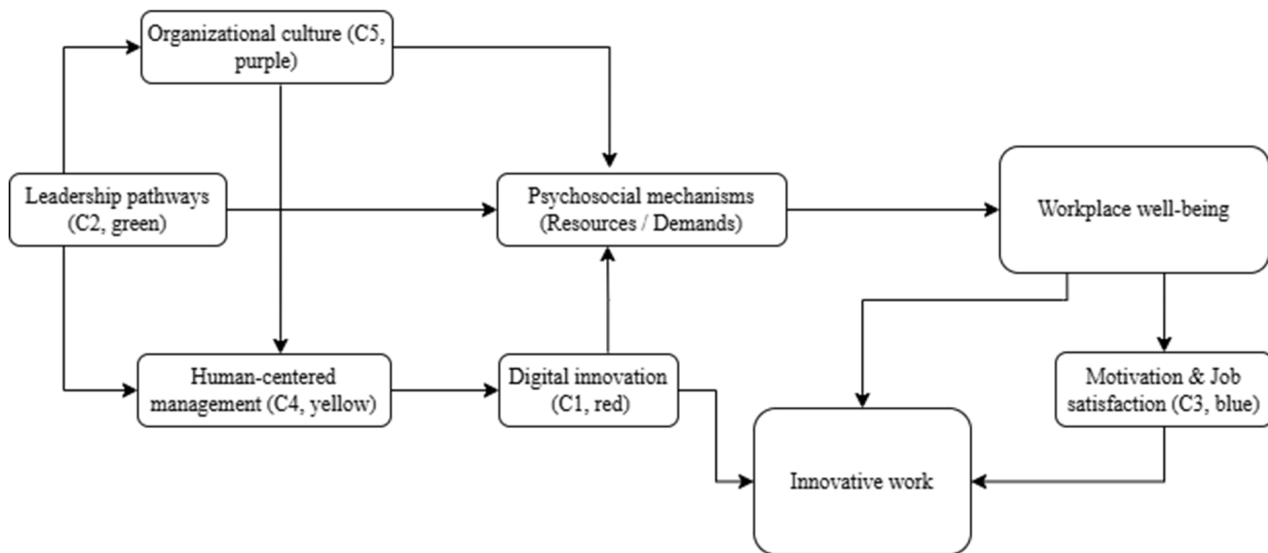 Organizational culture (C5,
purple)
Leadership pathways
(C2, green)
Psychosocial mechanisms
(Resources / Demands)
Workplace well-being
Human-centered
management (C4, yellow)
Digital innovation
(C1, red)
Motivation & Job
satisfaction (C3, blue)
Innovative work